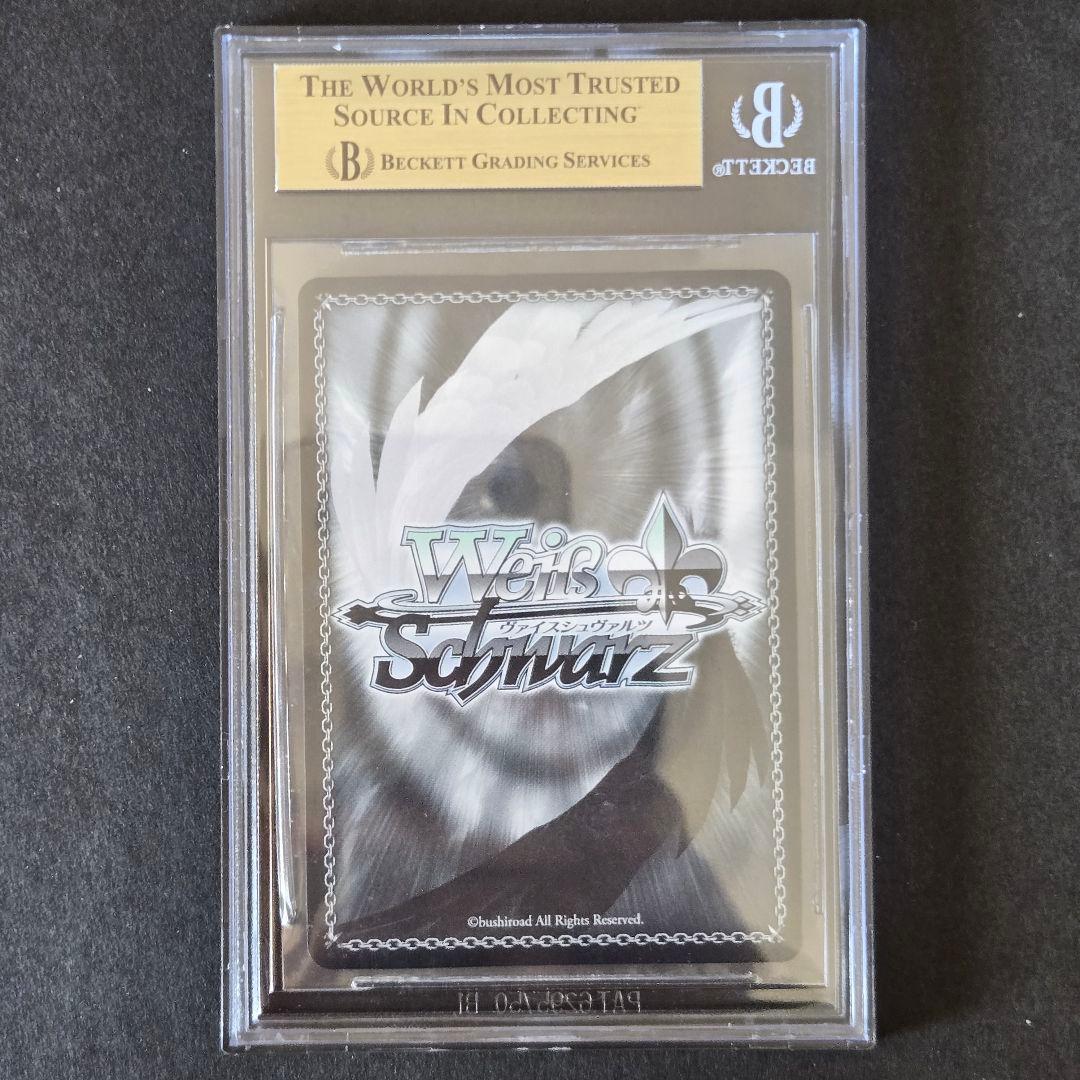 THE WORLD'S MOST TRUSTED
SOURCE IN COLLECTING
B BECKETT GRADING SERVICES
B
BECKETT®
Weiß
ヴァイスシュヴァルツ
Schwarz
©bushiroad All Rights Reserved.